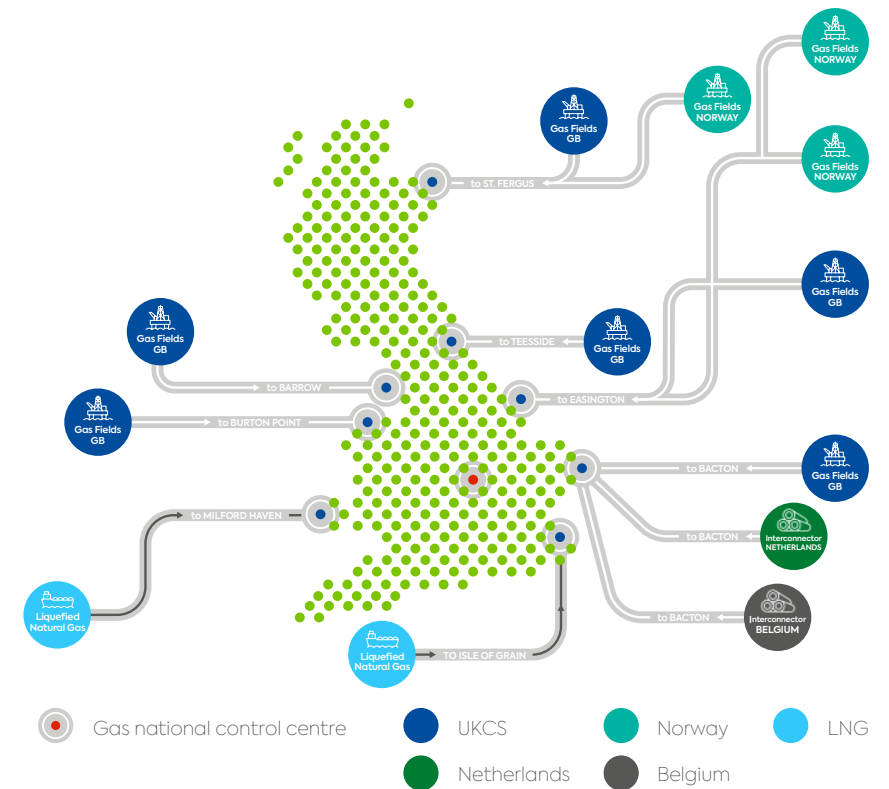 Gas Fields
NORWAY
Gas Fields
NORWAY
Gas Fields
GB
Gas Fields
NORWAY
to ST. FERGUS
Gas Fields
GB
Gas Fields
GB
to TEESSIDE
Gas Fields
GB
to BARROW
to EASINGTON
Gas Fields
GB
to BURTON POINT
to BACTON
Gas Fields
GB
to MILFORD HAVEN
to BACTON
Interconnector
NETHERLANDS
Liquefied
Natural Gas
to BACTON
Interconnector
BELGIUM
Liquefied
Natural Gas
TO ISLE OF GRAIN
Gas national control centre
UKCS
Norway
LNG
Netherlands
Belgium